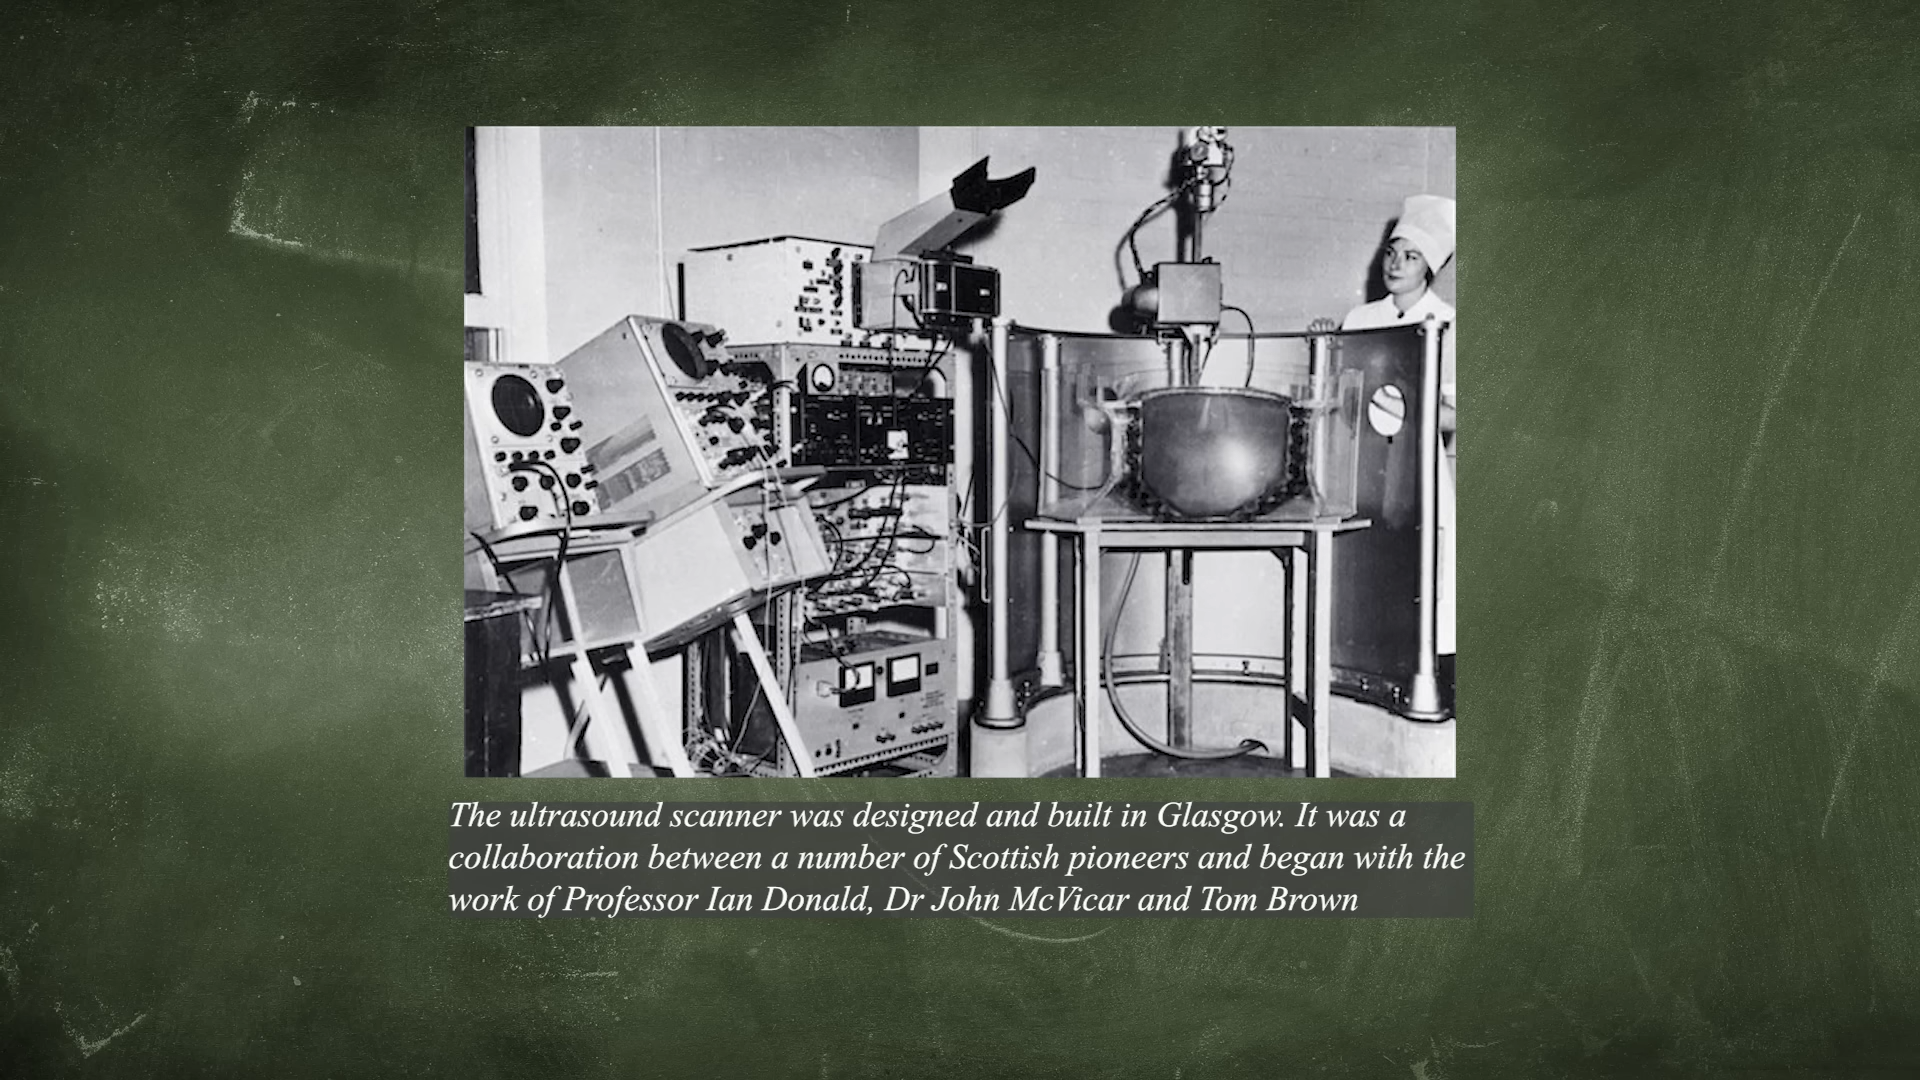 The ultrasound scanner was designed and built in Glasgow. It was a
collaboration between a number of Scottish pioneers and began with the
work of Professor Ian Donald, Dr John McVicar and Tom Brown